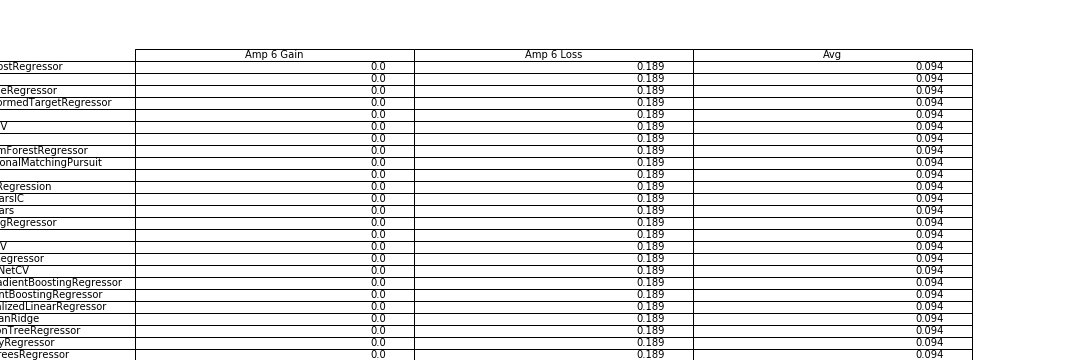 Amp 6 Gain Amp 6 Loss Avg
ostRegressor 0.0 0.189 0.094
0.0 0.189 0.094
eRegressor 0.0 0.189 0.094
ormedTargetRegressor 0.0 0.189 0.094
0.0 0.189 0.094
V 0.0 0.189 0.094
0.0 0.189 0.094
mForestRegressor 0.0 0.189 0.094
onalMatchingPursuit 0.0 0.189 0.094
0.0 0.189 0.094
Regression 0.0 0.189 0.094
arsIC 0.0 0.189 0.094
ars 0.0 0.189 0.094
gRegressor 0.0 0.189 0.094
0.0 0.189 0.094
V 0.0 0.189 0.094
egressor 0.0 0.189 0.094
NetCV 0.0 0.189 0.094
adientBoostingRegressor 0.0 0.189 0.094
ntBoostingRegressor 0.0 0.189 0.094
alizedLinearRegressor 0.0 0.189 0.094
anRidge 0.0 0.189 0.094
onTreeRegressor 0.0 0.189 0.094
yRegressor 0.0 0.189 0.094
reesRegressor 0.0 0.189 0.094